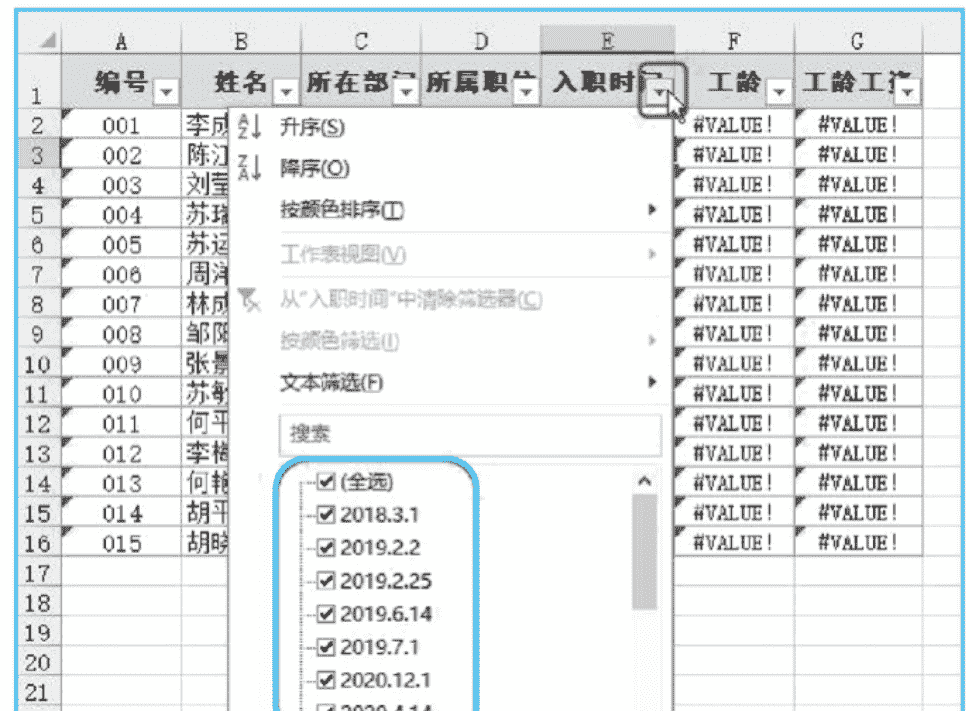 A B C D E F G
1 编号 姓名 所在部门 所属职位 入职时间 工龄 工龄工资
2 001 李成 #VALUE! #VALUE!
3 002 陈江 #VALUE! #VALUE!
4 003 刘莹 #VALUE! #VALUE!
5 004 苏瑞 #VALUE! #VALUE!
6 005 苏运 #VALUE! #VALUE!
7 006 周洋 #VALUE! #VALUE!
8 007 林成 #VALUE! #VALUE!
9 008 邹阳 #VALUE! #VALUE!
10 009 张景 #VALUE! #VALUE!
11 010 苏敏 #VALUE! #VALUE!
12 011 何平 #VALUE! #VALUE!
13 012 李梅 #VALUE! #VALUE!
14 013 何艳 #VALUE! #VALUE!
15 014 胡平 #VALUE! #VALUE!
16 015 胡晓 #VALUE! #VALUE!
17
18
19
20
21
升序(S)
降序(O)
按颜色排序(T)
工作表视图(V)
从"入职时间"中清除筛选器(C)
按颜色筛选(I)
文本筛选(F)
搜索
(全选)
2018.3.1
2019.2.2
2019.2.25
2019.6.14
2019.7.1
2020.12.1
2020.4.14